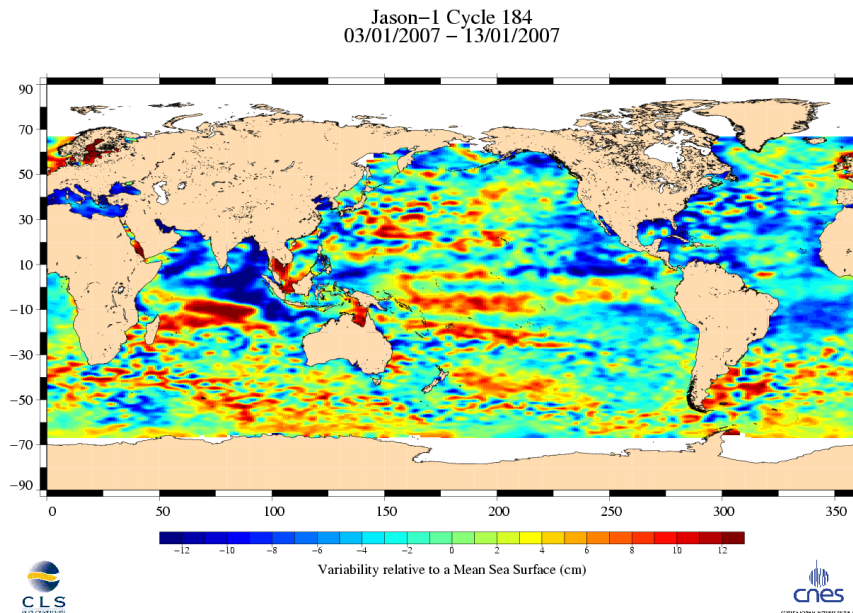 Jason-1 Cycle 184
03/01/2007 - 13/01/2007
90
70
50
30
10
-10
-30
-50
-70
-90
0 50 100 150 200 250 300 350
-12 -10 -8 -6 -4 -2 0 2 4 6 8 10 12
Variability relative to a Mean Sea Surface (cm)
CLS
cnes